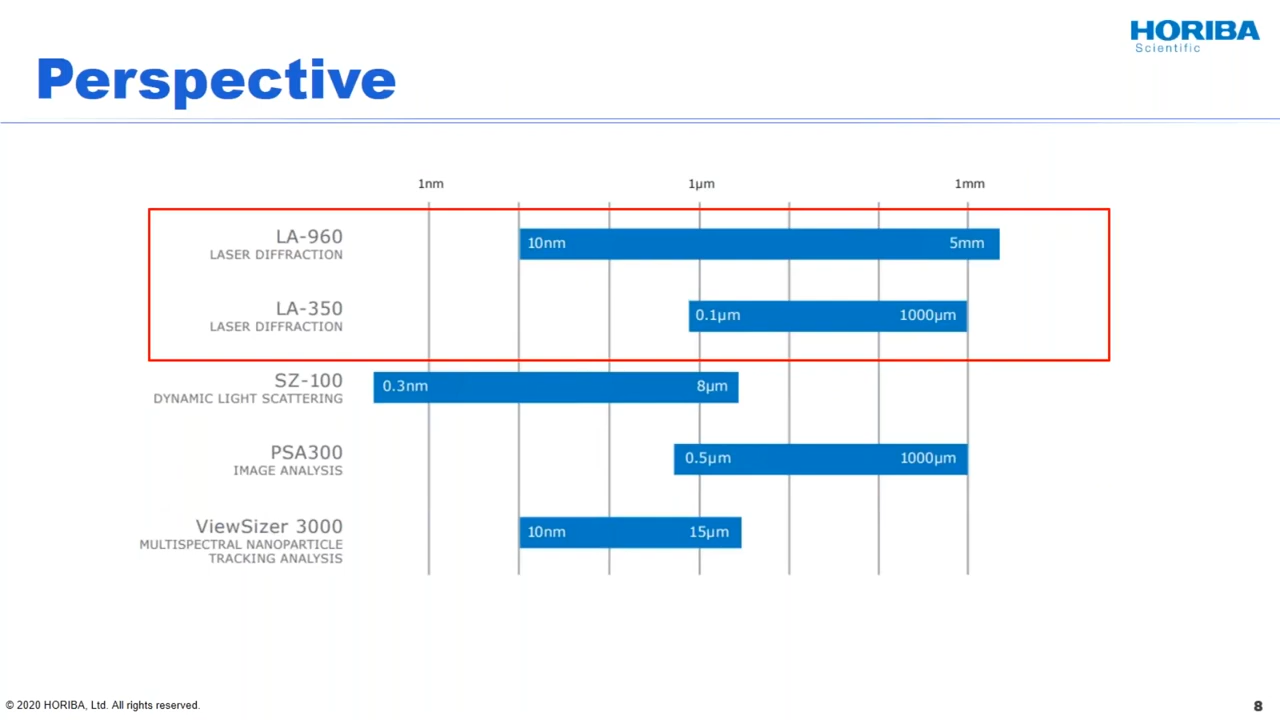 HORIBA
Scientific
Perspective
1nm 1μm 1mm
LA-960
LASER DIFFRACTION
10nm 5mm
LA-350
LASER DIFFRACTION
0.1μm 1000μm
SZ-100
DYNAMIC LIGHT SCATTERING
0.3nm 8μm
PSA300
IMAGE ANALYSIS
0.5μm 1000μm
ViewSizer 3000
MULTISPECTRAL NANOPARTICLE
TRACKING ANALYSIS
10nm 15μm
© 2020 HORIBA, Ltd. All rights reserved.
8